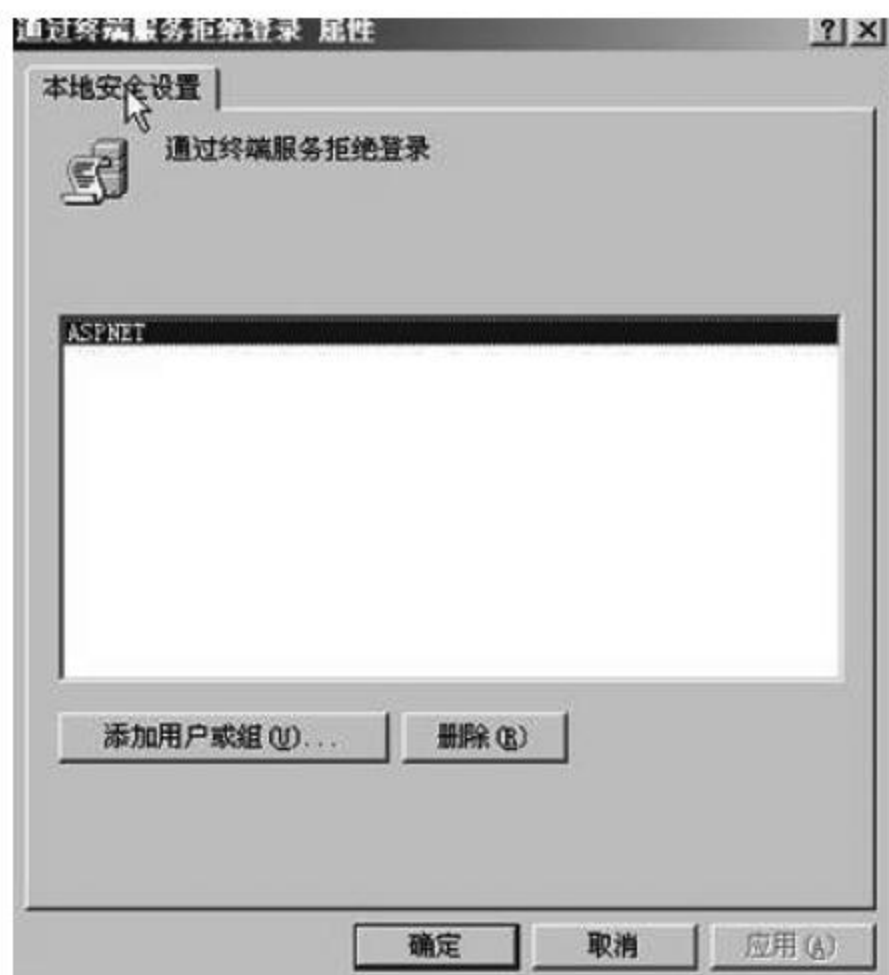 通过终端服务拒绝登录 属性
本地安全设置
通过终端服务拒绝登录
ASPNET
添加用户或组(U)... 删除(R)
确定 取消 应用(A)